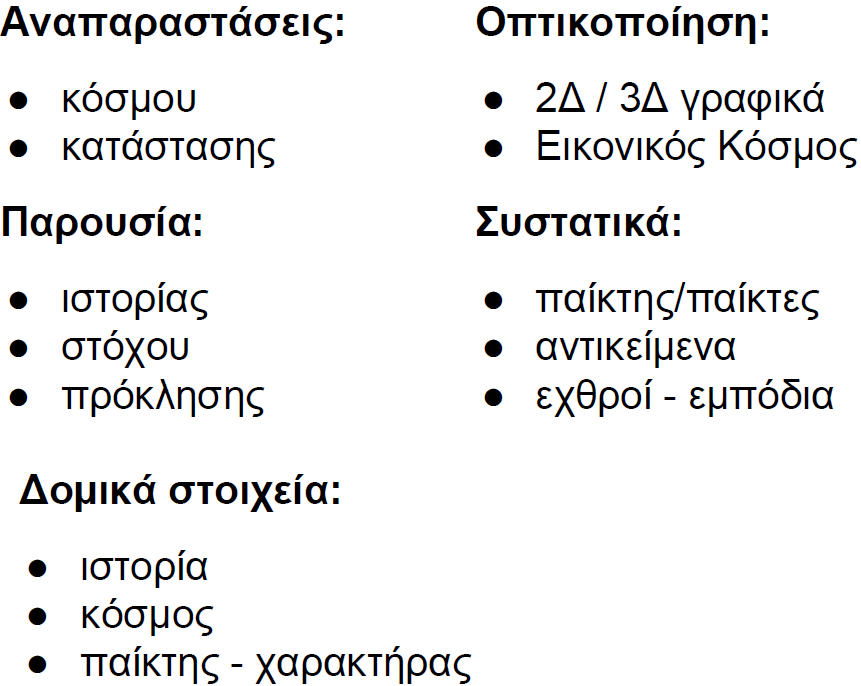 Αναπαραστάσεις:
● κόσμου
● κατάστασης
Οπτικοποίηση:
● 2Δ / 3Δ γραφικά
● Εικονικός Κόσμος
Παρουσία:
● ιστορίας
● στόχου
● πρόκλησης
Συστατικά:
● παίκτης/παίκτες
● αντικείμενα
● εχθροί - εμπόδια
Δομικά στοιχεία:
● ιστορία
● κόσμος
● παίκτης - χαρακτήρας